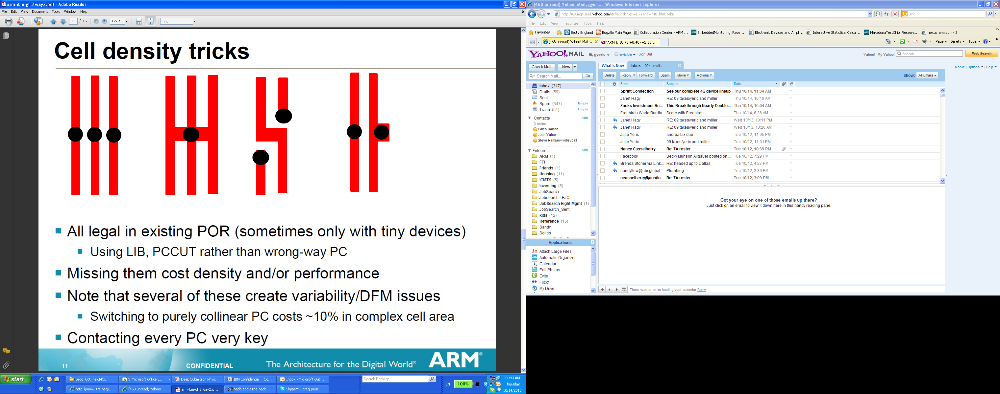 arm-ibm-gf 3 way2.pdf - Adobe Reader
File Edit View Document Tools Window Help
11 / 16 127% Find
Cell density tricks
All legal in existing POR (sometimes only with tiny devices)
Using LIB, PCCUT rather than wrong-way PC
Missing them cost density and/or performance
Note that several of these create variability/DFM issues
Switching to purely collinear PC costs ~10% in complex cell area
Contacting every PC very key
11 CONFIDENTIAL The Architecture for the Digital World® ARM®
(468 unread) Yahoo! Mail, gyeric - Windows Internet Explorer
http://us.mg4.mail.yahoo.com/dc/launch?.gx=1&.rand=7481hh81tebi1
Bing
File Edit View Favorites Tools Help
Favorites Betty England Bugzilla Main Page Collaboration Center - ARM ... EmbeddedMonitoring Rese... Electronic Devices and Ampli... Interactive Statistical Calcul... MaradonaTestChip Researc... nexus.arm.com - 2
(468 unread) Yahoo! Mail... ARMH: 18.75 +0.48 (+2.63...
Page Safety Tools
YAHOO! MAIL Hi, gyeric Invisible Sign Out
Yahoo! My Yahoo! Search Web Search
Check Mail New
What's New Inbox 1924 emails
Mobile Options Help
Search Mail... Go
Delete Reply Forward Spam Move Actions
Show: All Emails
From Subject Date
Inbox (317)
Drafts (59)
Sent
Spam (347) Empty
Trash (51) Empty
Contacts Add
3 online
Caleb Barton
Josh Yates
Steve Ramsey-volleyball
Folders Add
ARM (1)
FFI
Friends (1)
Housing (11)
ICMTS (5)
Investing (5)
JobSearch
Jobsearch LPJC
JobSearch Right Mgmt (1)
JobSearch_Sent
kids (12)
Reference (16)
Sandy
Solido
Applications
Attach Large Files
Automatic Organizer
Calendar
Edit Photos
Evite
Flickr
My Drive
Sprint Connection See our complete 4G device lineup Thu 10/14, 11:34 AM
Janet Hagy RE: 09 taxes/yeric and miller Thu 10/14, 10:10 AM
Zacks Investment Re... This Breakthrough Nearly Double... Thu 10/14, 10:04 AM
Freebirds World Burrito Score with Freebirds Thu 10/14, 8:36 AM
Janet Hagy RE: 09 taxes/yeric and miller Wed 10/13, 10:11 PM
Janet Hagy RE: 09 taxes/yeric and miller Wed 10/13, 10:20 AM
Julie Yeric andrea tax due Tue 10/12, 11:05 PM
Julie Yeric 09 taxes/yeric and miller Tue 10/12, 11:01 PM
Nancy Casselberry Re: 7A roster Tue 10/12, 10:39 PM
Facebook Becky Munson Allgauer posted on ... Tue 10/12, 7:29 PM
Brenda Stoner via Link... RE: headed up to Dallas Tue 10/12, 4:27 PM
sandyllew@sbcglobal.... Plumbing Tue 10/12, 3:36 PM
ncasselberry@austin... Re: 7A roster Tue 10/12, 3:09 PM
Got your eye on one of those emails up there?
Just click on an email to view it down here in this handy reading pane.
There was an error loading your calendar Retry
start Sept_Oct_newMOL 3 Microsoft Office E... Deep Submicron Phys... IBM Confidential Sc... Inbox - Microsoft Out... Search Desktop
http://www.itrs.net/L... (468 unread) Yahoo! ... arm-ibm-gf 3 way2.p... nadc-eod-c1na.nadc.... Skype™ - greg.yeric
EN 100%
11:43 AM
Thursday
10/14/2010